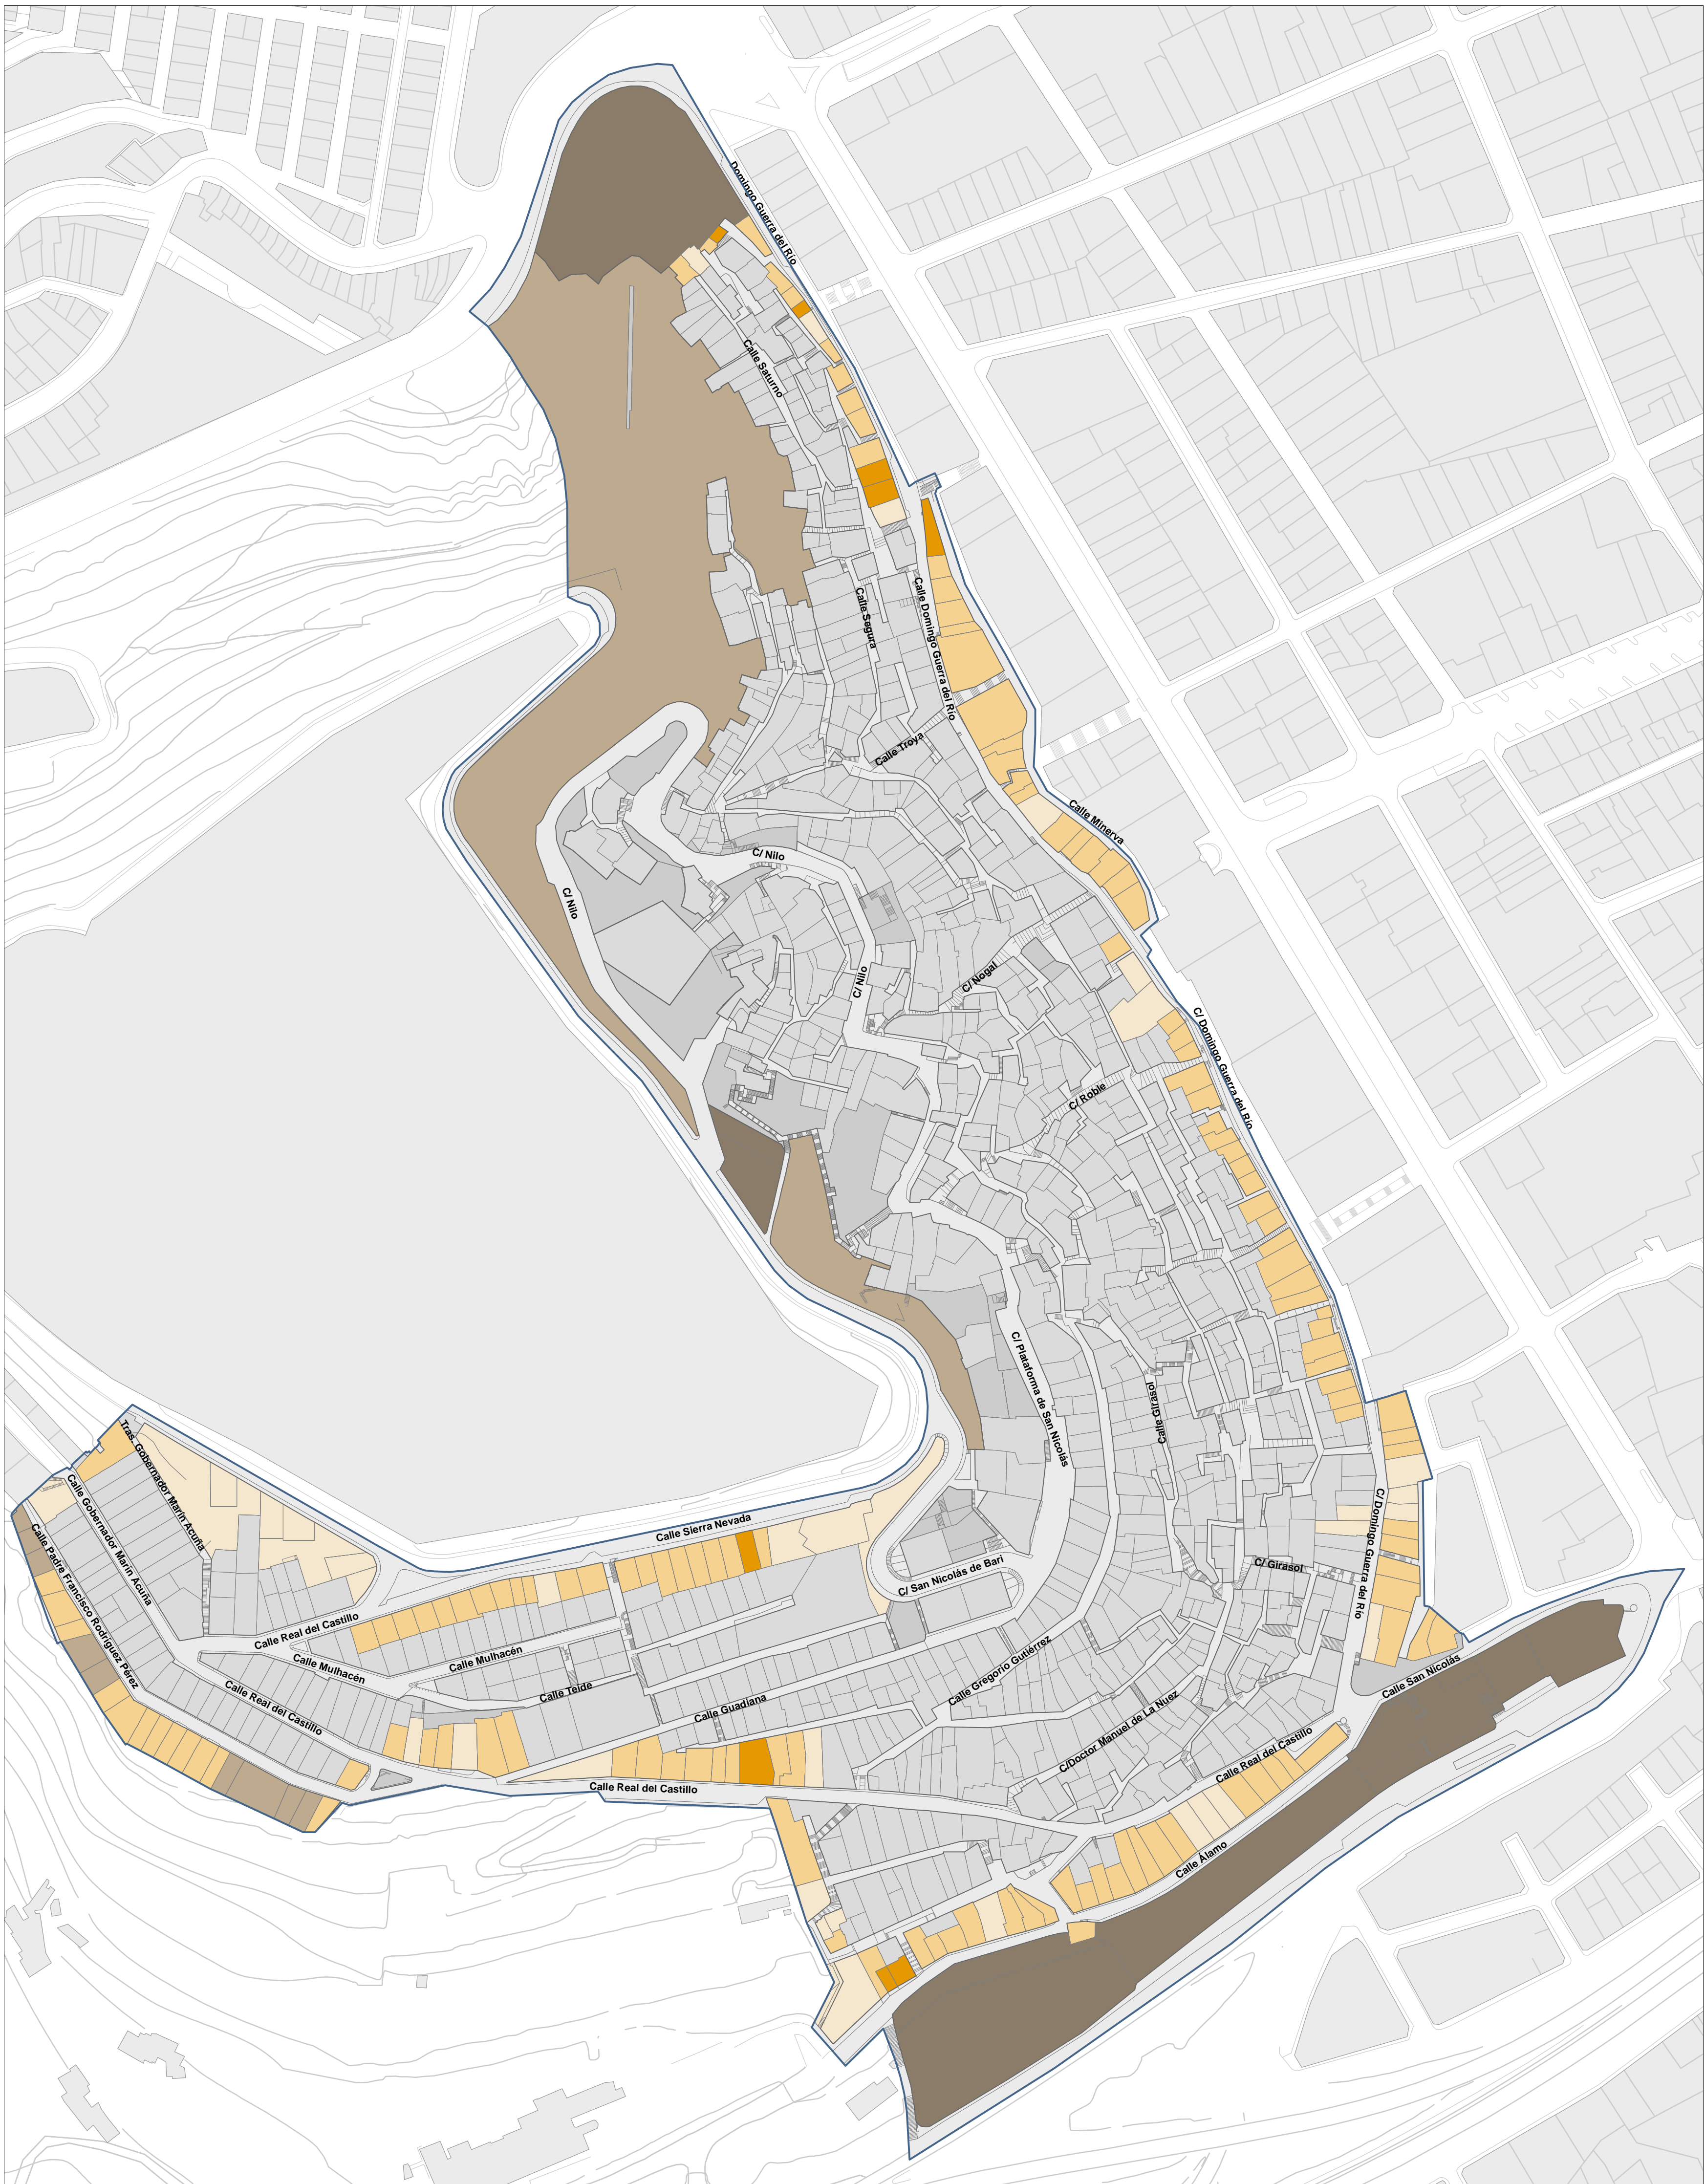 Domingo Guerra del Río
Calle Saturno
Calle Segura
Calle Domingo Guerra del Río
Calle Troya
Calle Minerva
C/ Nilo
C/ Nilo
C/ Nilo
C/ Nogal
C/ Domingo Guerra del Río
C/ Roble
C/ Plataforma de San Nicolás
Calle Girasol
Tras. Gobernador Marín Acuña
Calle Gobernador Marín Acuña
Calle Padre Francisco Rodriguez Pérez
Calle Sierra Nevada
C/ Domingo Guerra del Río
C/ San Nicolás de Bari
C/ Girasol
Calle Real del Castillo
Calle Mulhacén
Calle Mulhacén
Calle Teide
Calle Real del Castillo
Calle Guadiana
Calle Gregorio Gutiérrez
Calle San Nicolás
C/Doctor Manuel de La Nuez
Calle Real del Castillo
Calle Real del Castillo
Calle Álamo